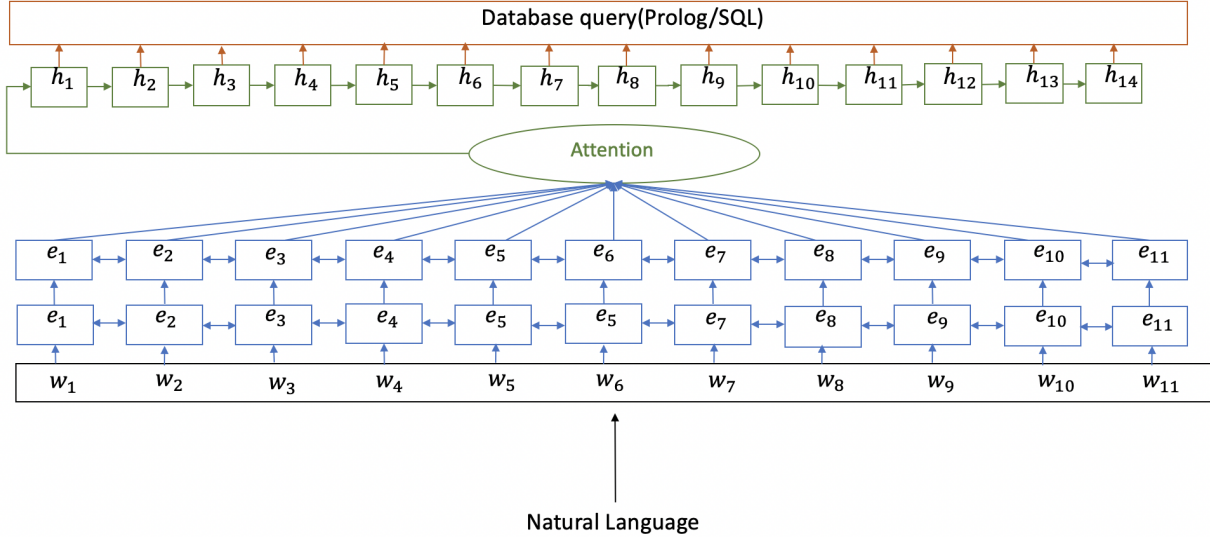 Database query(Prolog/SQL)
h₁ h₂ h₃ h₄ h₅ h₆ h₇ h₈ h₉ h₁₀ h₁₁ h₁₂ h₁₃ h₁₄
Attention
e₁ e₂ e₃ e₄ e₅ e₆ e₇ e₈ e₉ e₁₀ e₁₁
e₁ e₂ e₃ e₄ e₅ e₅ e₇ e₈ e₉ e₁₀ e₁₁
w₁ w₂ w₃ w₄ w₅ w₆ w₇ w₈ w₉ w₁₀ w₁₁
Natural Language